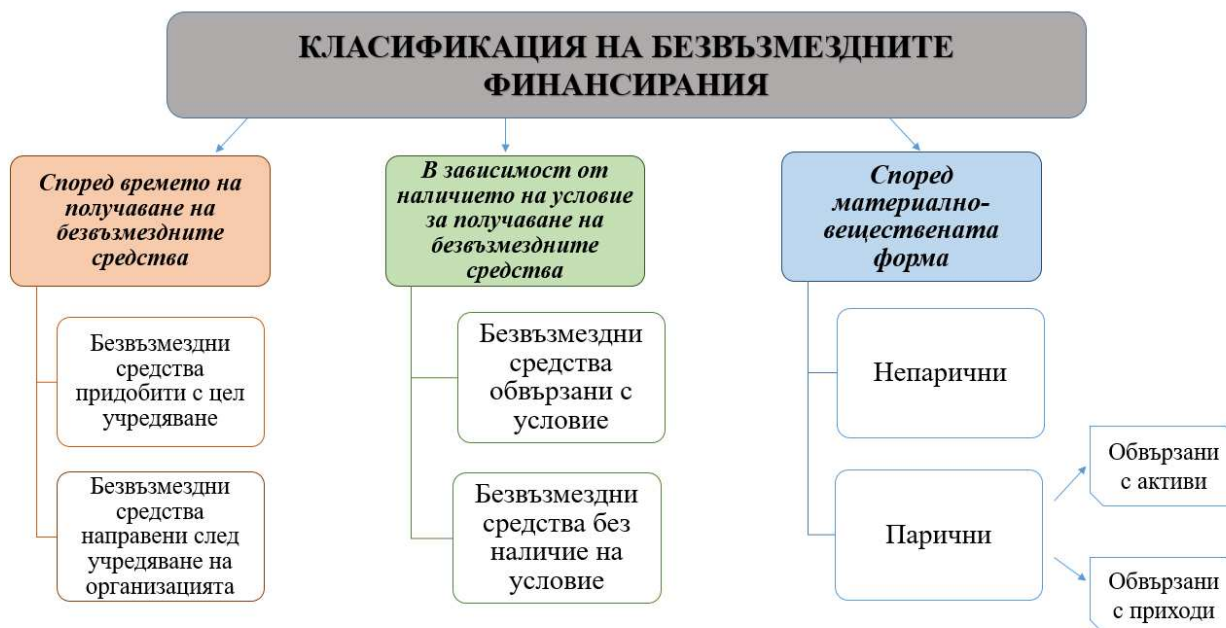 КЛАСИФИКАЦИЯ НА БЕЗВЪЗМЕЗДНИТЕ
ФИНАНСИРАНИЯ
Според времето на
получаване на
безвъзмездните
средства
Безвъзмездни
средства
придобити с цел
учредяване
Безвъзмездни
средства
направени след
учредяване на
организацията
В зависимост от
наличието на условие
за получаване на
безвъзмездните
средства
Безвъзмездни
средства
обвързани с
условие
Безвъзмездни
средства без
наличие на
условие
Според
материално-
веществената
форма
Непарични
Парични
Обвързани
с активи
Обвързани
с приходи